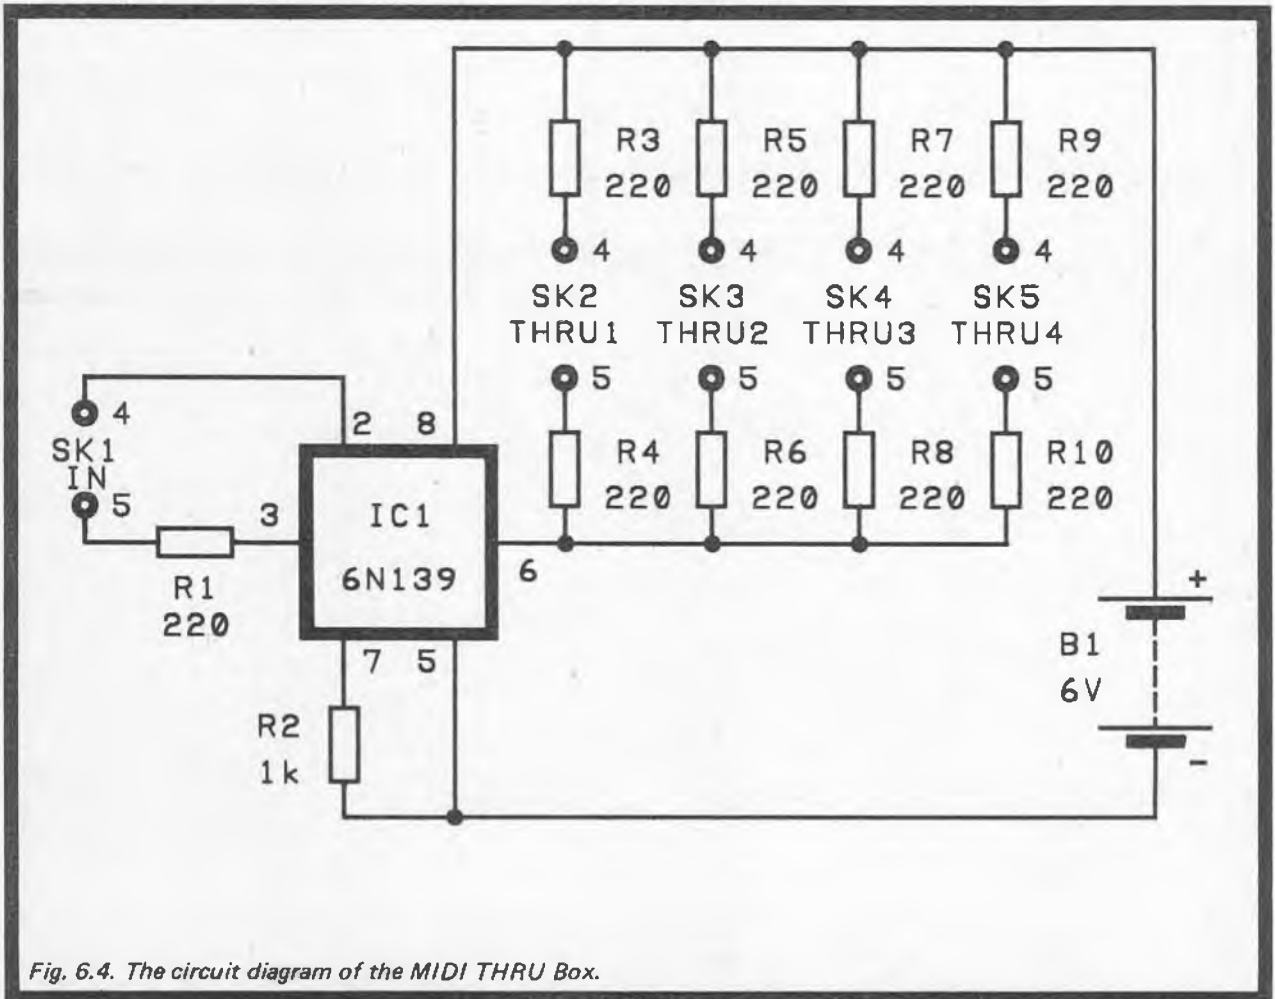 R3
220
R5
220
R7
220
R9
220
4
4
4
4
SK2
THRU1
SK3
THRU2
SK4
THRU3
SK5
THRU4
5
5
5
5
R4
220
R6
220
R8
220
R10
220
4
SK1
IN
5
2
8
3
IC1
6N139
6
R1
220
7
5
R2
1k
+
B1
6V
-
Fig. 6.4. The circuit diagram of the MIDI THRU Box.